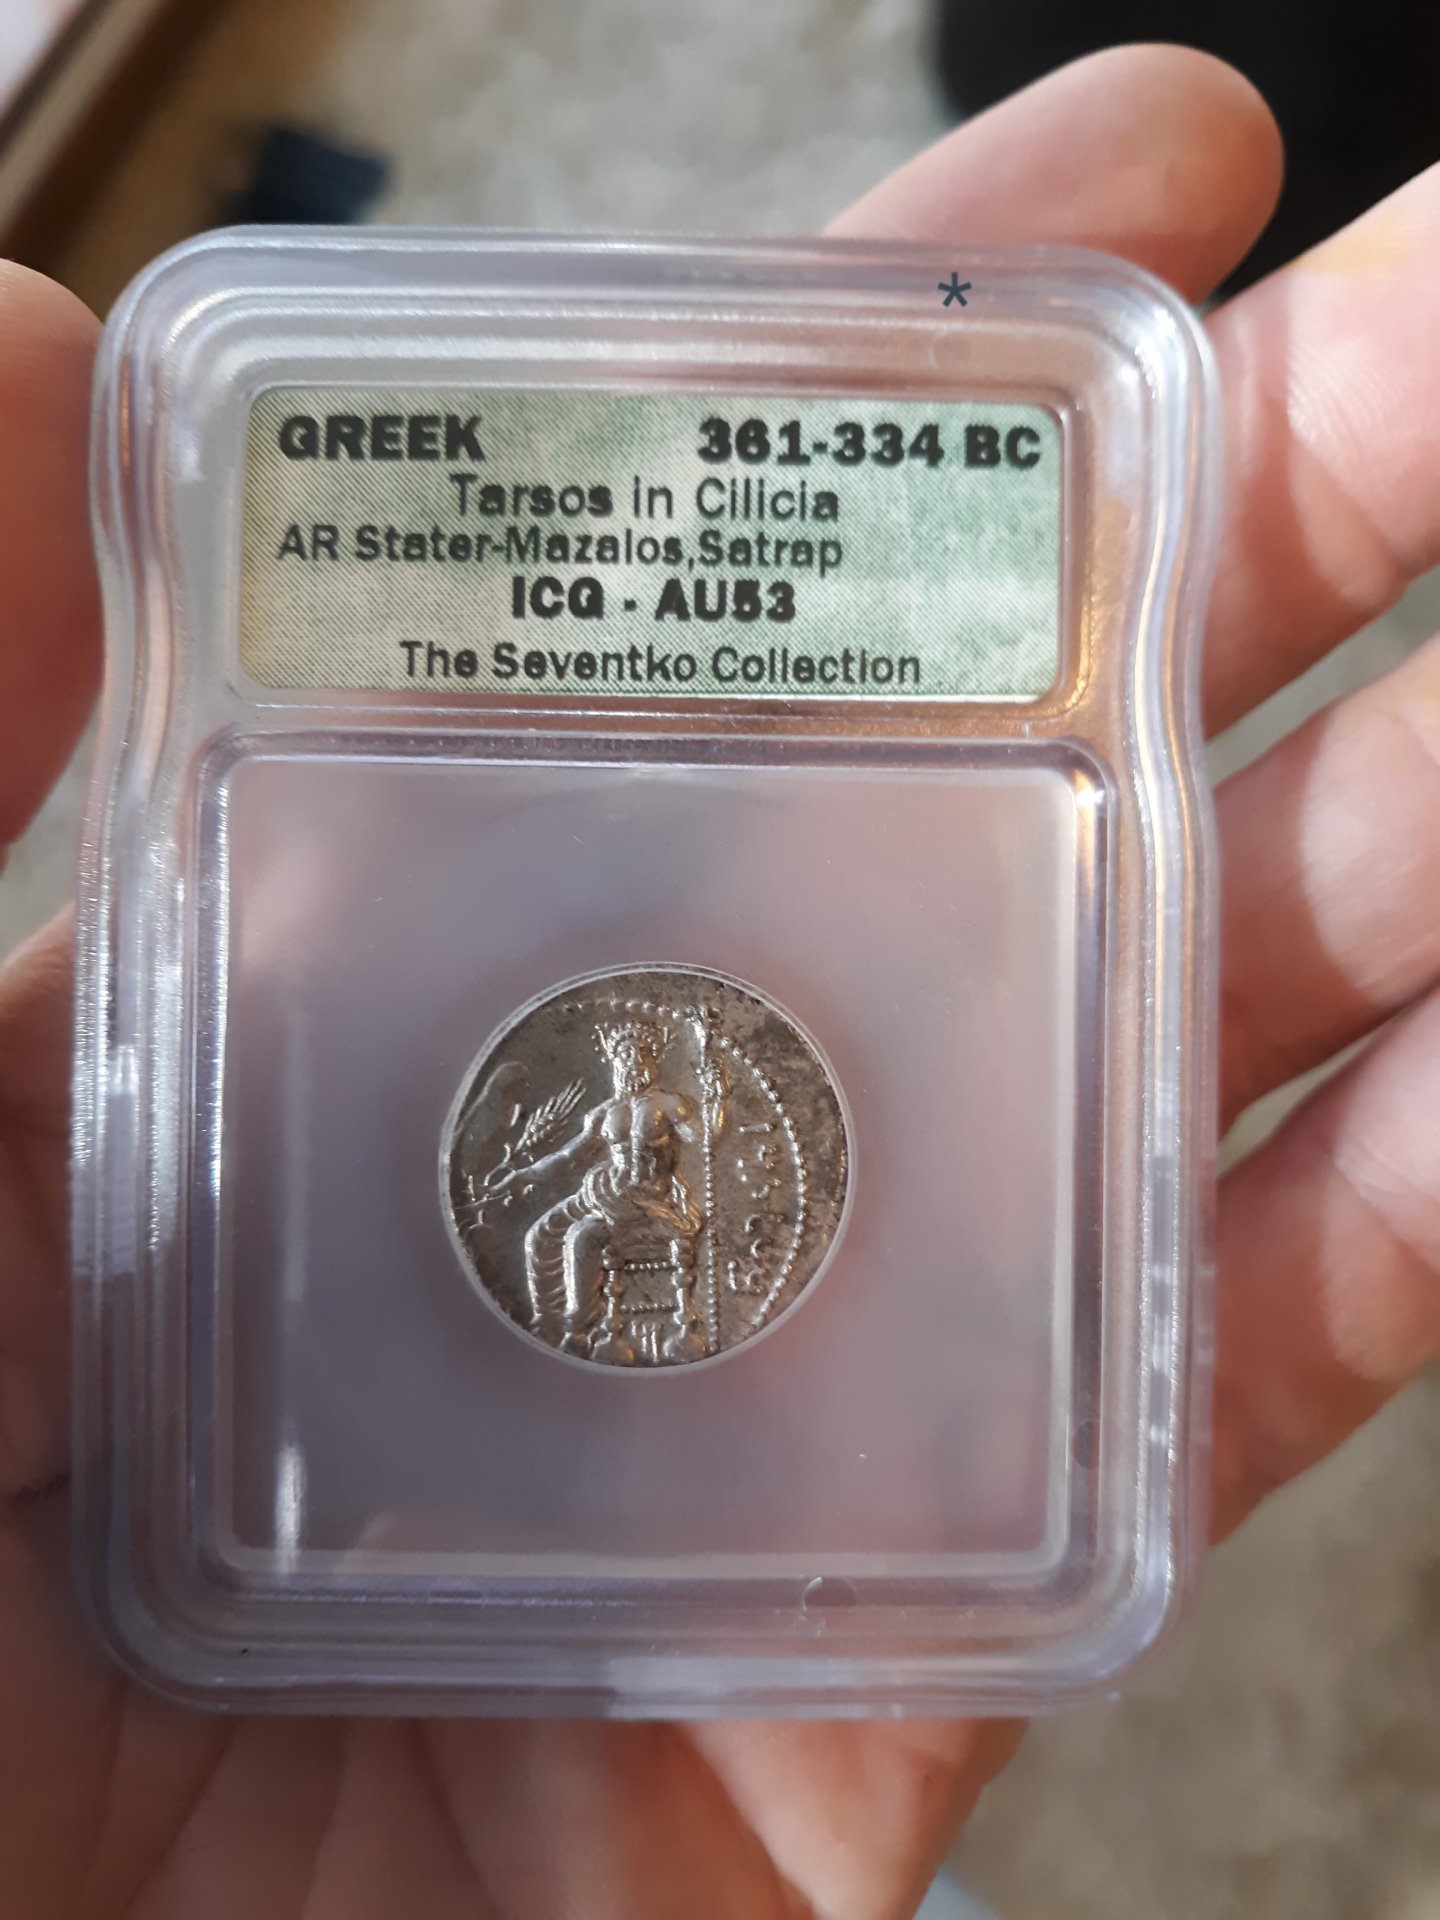 *
GREEK 361-334 BC
Tarsos in Cilicia
AR Stater-Mazalos,Satrap
ICG - AU53
The Seventko Collection